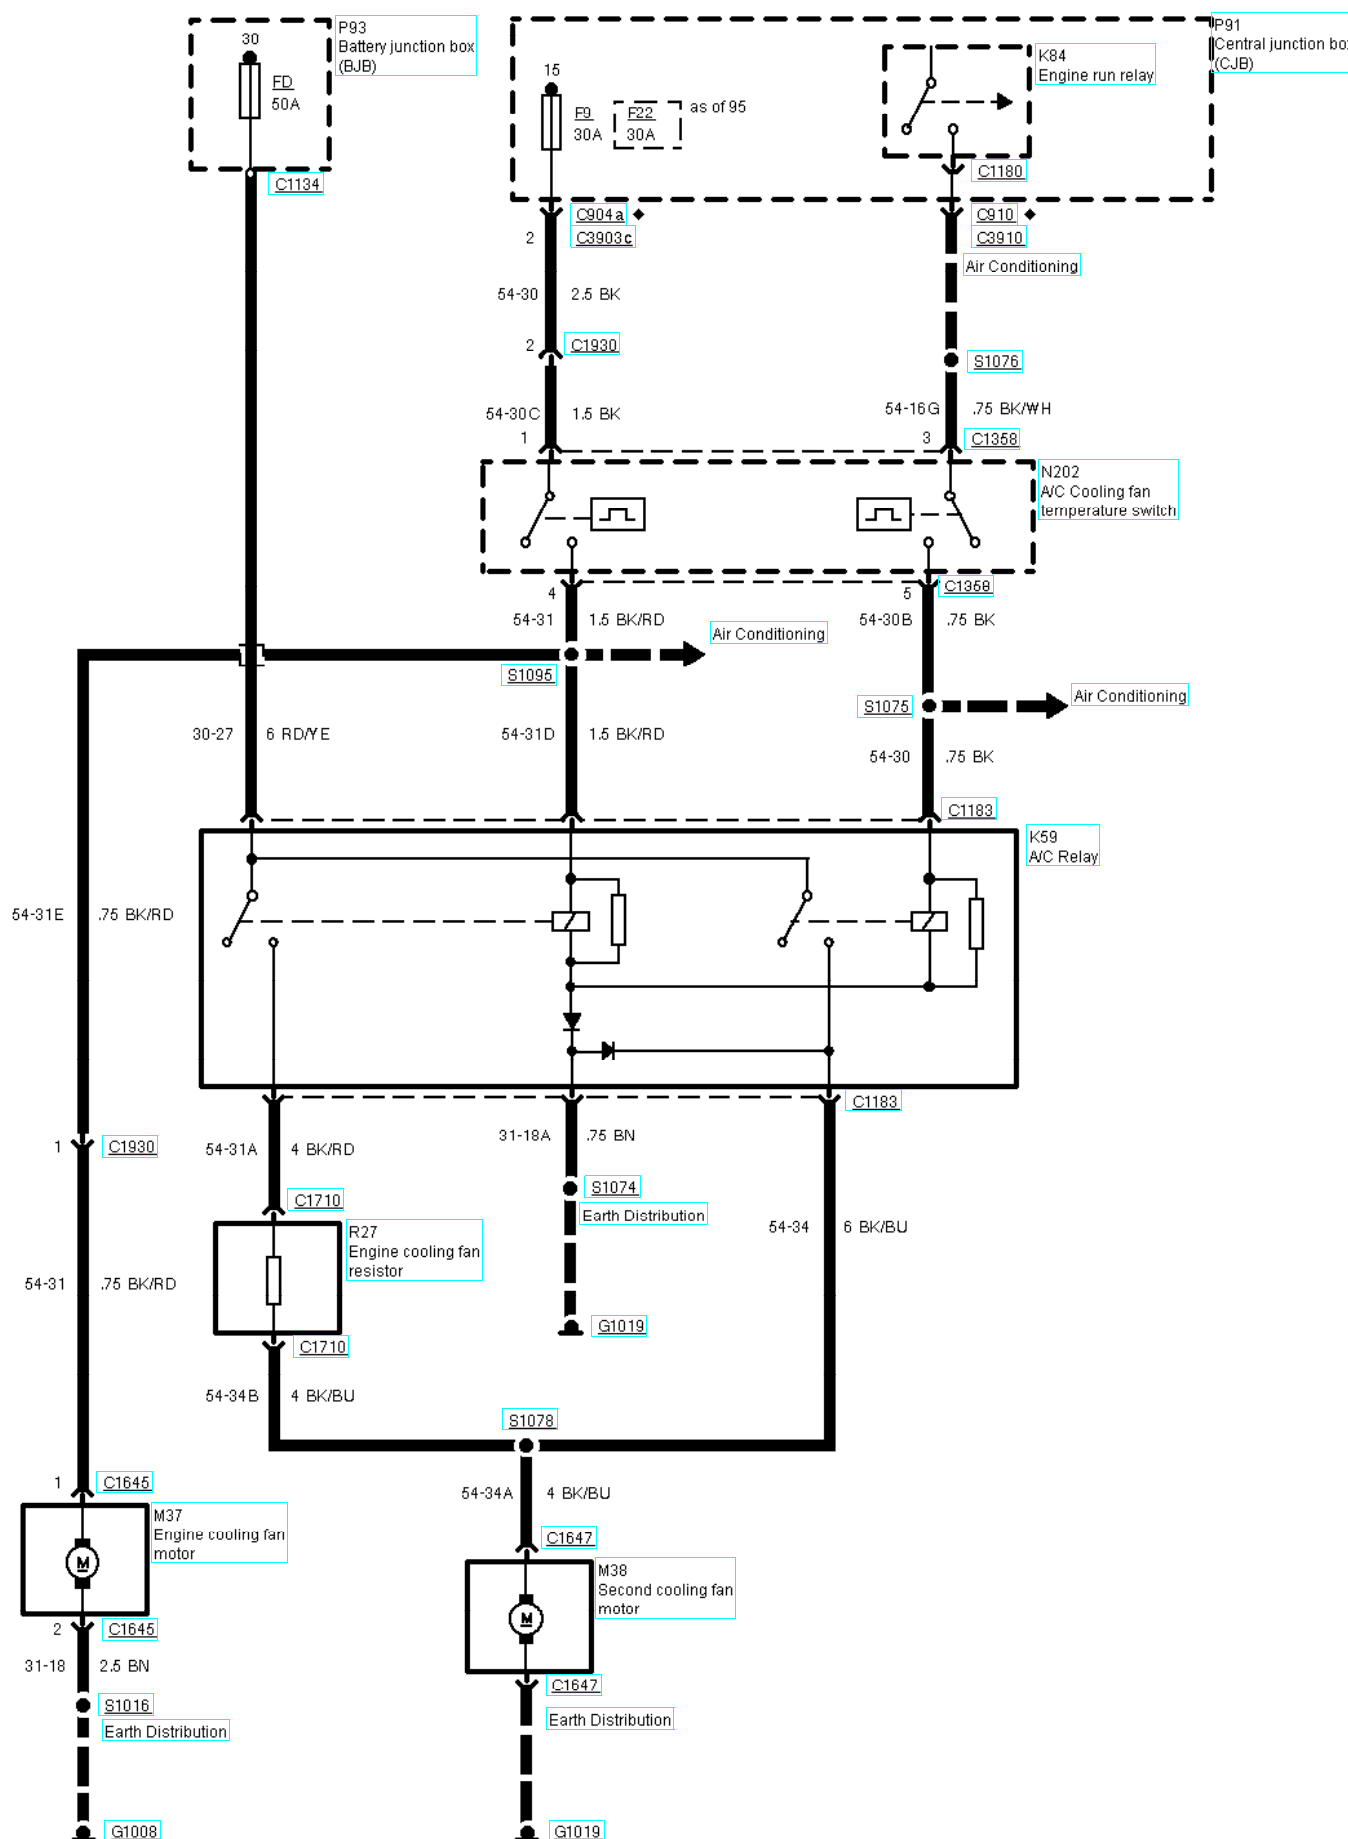 P93
Battery junction box
(BJB)
30
FD
50A
C1134
P91
Central junction box
(CJB)
15
F9
30A
F22
30A
as of 95
K84
Engine run relay
C1180
C904a
C3903c
2
C910
C3910
Air Conditioning
54-30
2.5 BK
2
C1930
S1076
54-30C
1.5 BK
54-16G
.75 BK/WH
1
3
C1358
N202
A/C Cooling fan
temperature switch
4
5
C1358
54-31
1.5 BK/RD
54-30B
.75 BK
Air Conditioning
S1095
S1075
Air Conditioning
30-27
6 RD/YE
54-31D
1.5 BK/RD
54-30
.75 BK
C1183
K59
A/C Relay
54-31E
.75 BK/RD
C1183
1
C1930
54-31A
4 BK/RD
31-18A
.75 BN
S1074
Earth Distribution
C1710
54-34
6 BK/BU
R27
Engine cooling fan
resistor
54-31
.75 BK/RD
G1019
C1710
54-34B
4 BK/BU
S1078
1
C1645
54-34A
4 BK/BU
M37
Engine cooling fan
motor
M
C1647
M38
Second cooling fan
motor
M
2
C1645
31-18
2.5 BN
C1647
S1016
Earth Distribution
Earth Distribution
G1008
G1019